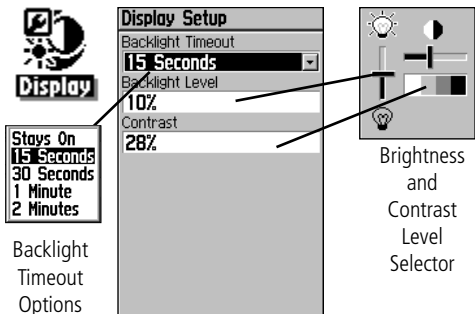 Display
Stays On
15 Seconds
30 Seconds
1 Minute
2 Minutes
Backlight
Timeout
Options
Display Setup
Backlight Timeout
15 Seconds
Backlight Level
10%
Contrast
28%
Brightness
and
Contrast
Level
Selector